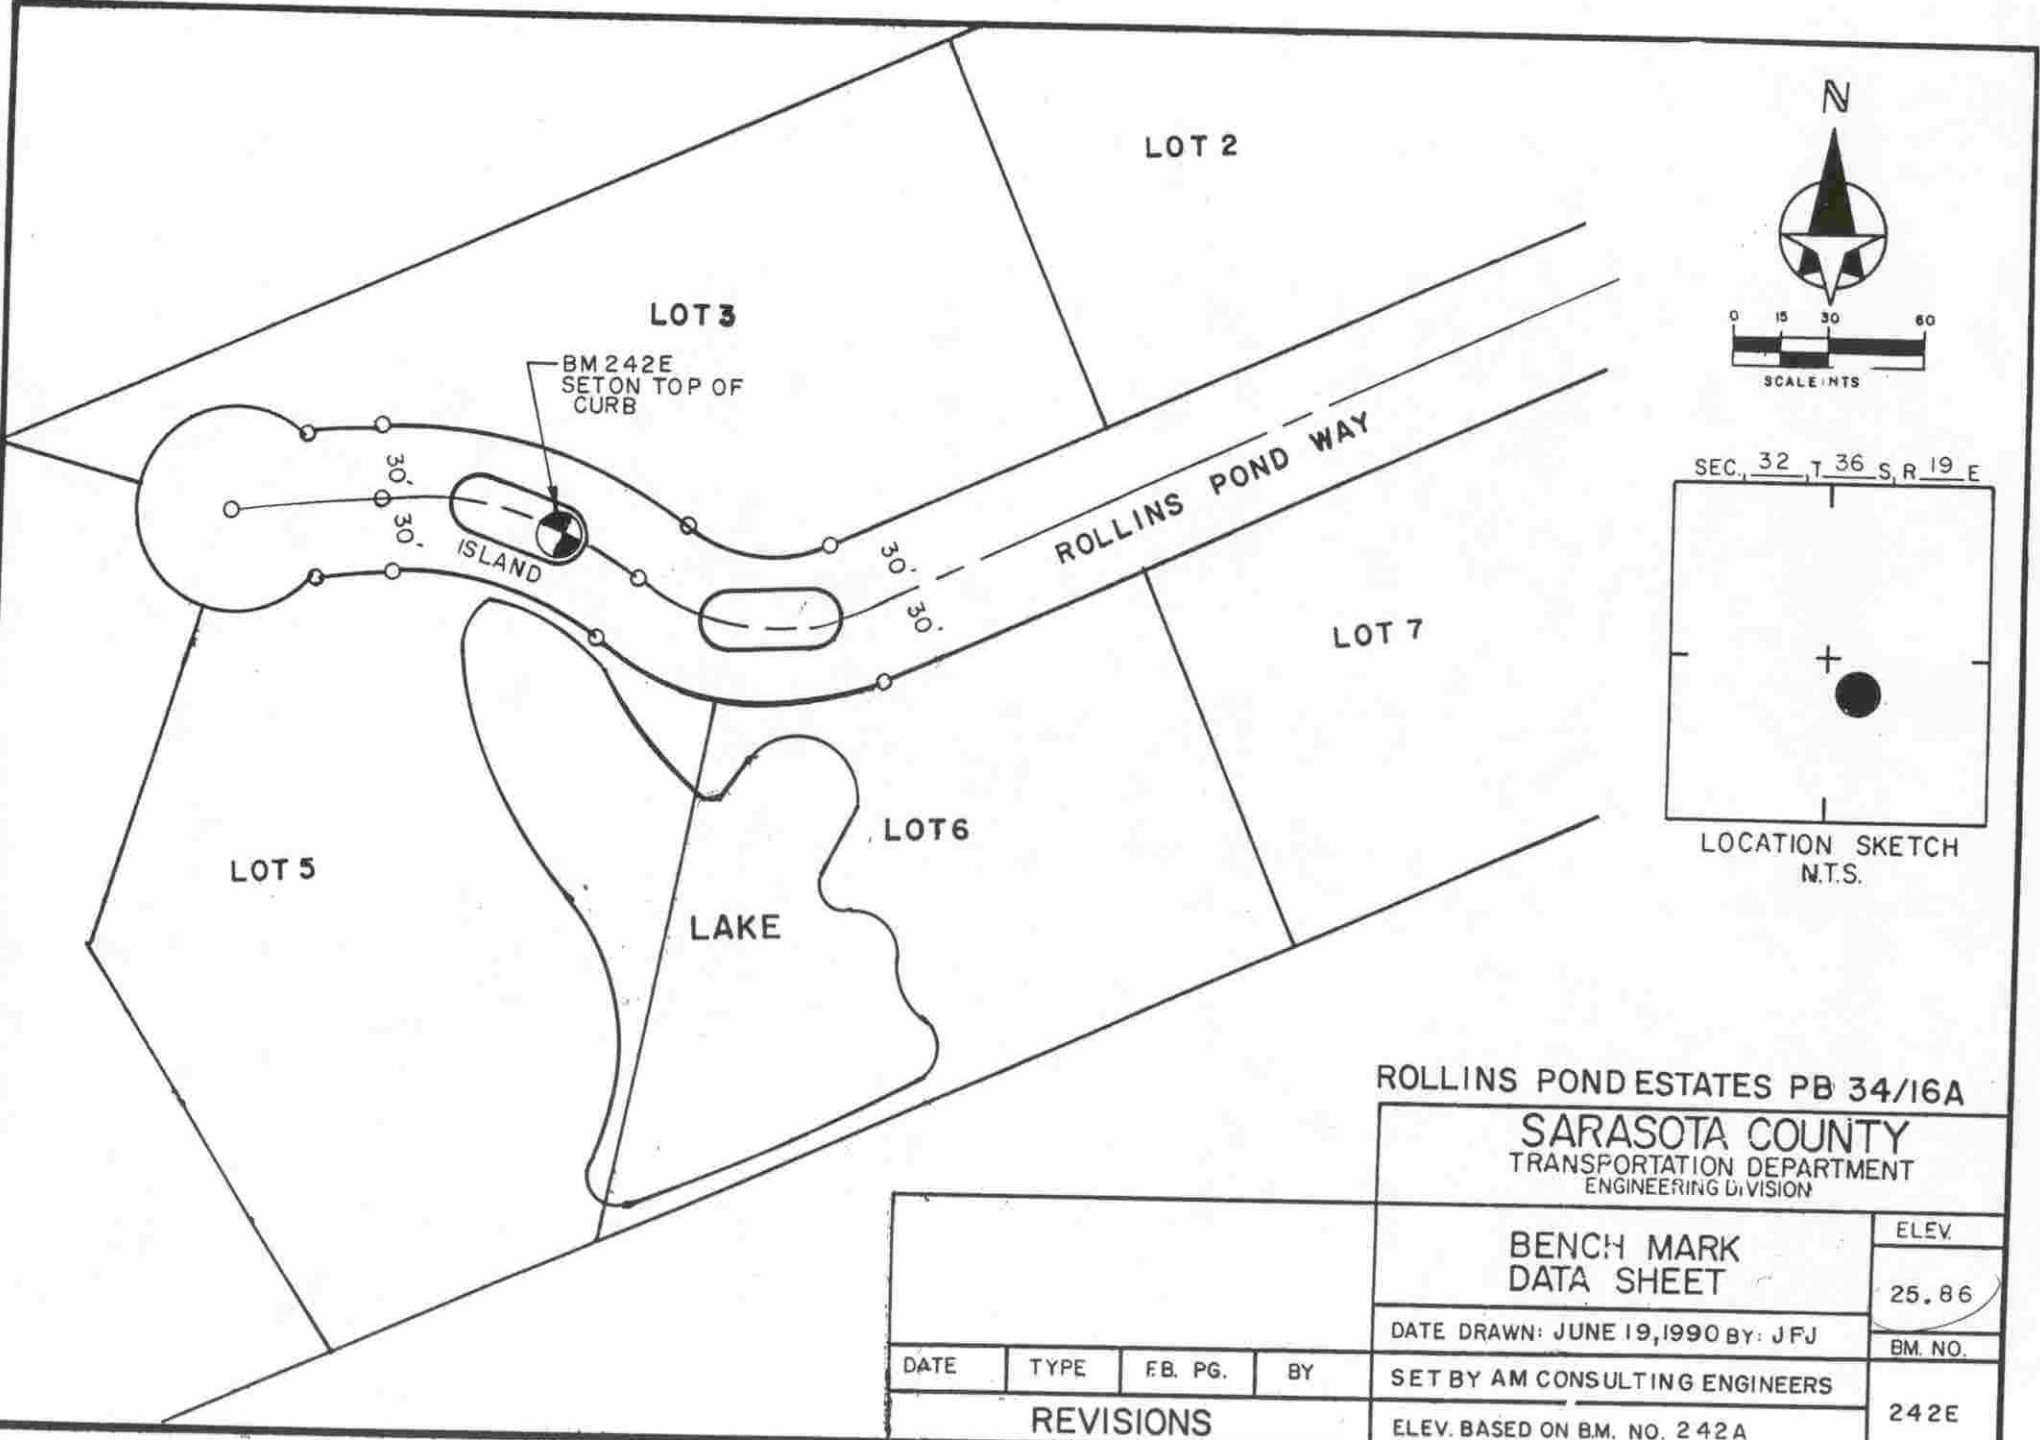 N
LOT 2
0 15 30 60
SCALE: NTS
LOT 3
BM 242E
SET ON TOP OF
CURB
30'
30'
ISLAND
ROLLINS POND WAY
30'
30'
SEC., 32, T 36 S, R 19 E
LOCATION SKETCH
N.T.S.
LOT 7
LOT 6
LOT 5
LAKE
ROLLINS POND ESTATES PB 34/16A
SARASOTA COUNTY
TRANSPORTATION DEPARTMENT
ENGINEERING DIVISION
BENCH MARK
DATA SHEET
ELEV.
25.86
DATE DRAWN: JUNE 19, 1990 BY: JFJ
BM. NO.
DATE TYPE F.B. PG. BY
SET BY AM CONSULTING ENGINEERS
242E
REVISIONS
ELEV. BASED ON B.M. NO. 242A